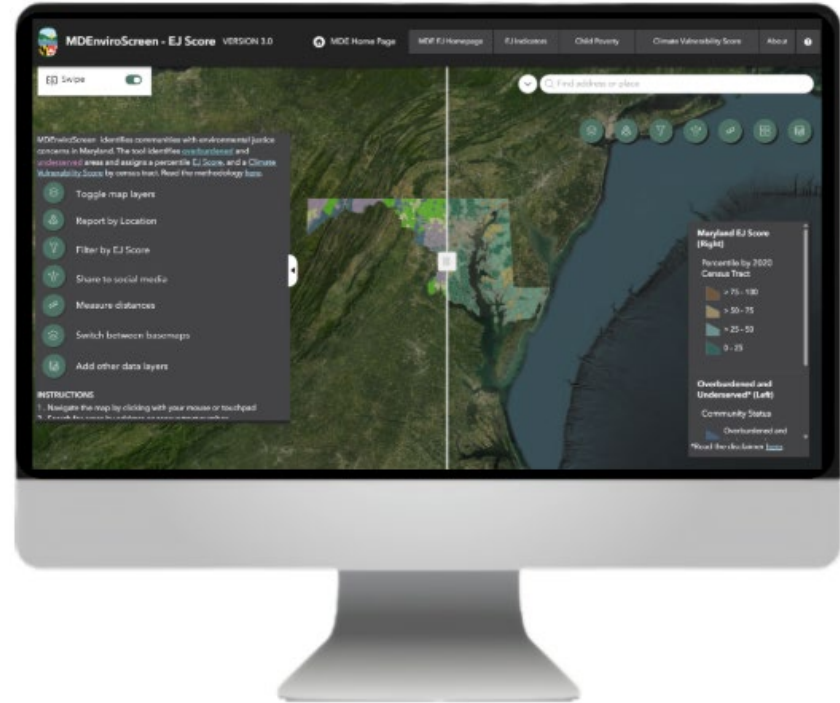 MDEnviroScreen - EJ Score VERSION 3.0
MDE Home Page
MDE EJ Homepage
EJ Indicators
Child Poverty
Climate Vulnerability Score
About
Swipe
Find address or place
MDEnviroScreen identifies communities with environmental justice
concerns in Maryland. The tool identifies overburdened and
underserved areas and assigns a percentile EJ Score, and a Climate
Vulnerability Score by census tract. Read the methodology here.
Toggle map layers
Report by Location
Filter by EJ Score
Share to social media
Measure distances
Switch between basemaps
Add other data layers
INSTRUCTIONS
1. Navigate the map by clicking with your mouse or touchpad
Maryland EJ Score
(Right)
Percentile by 2020
Census Tract
> 75 - 100
> 50 - 75
> 25 - 50
0 - 25
Overburdened and
Underserved* (Left)
Community Status
Overburdened and
*Read the disclaimer here.